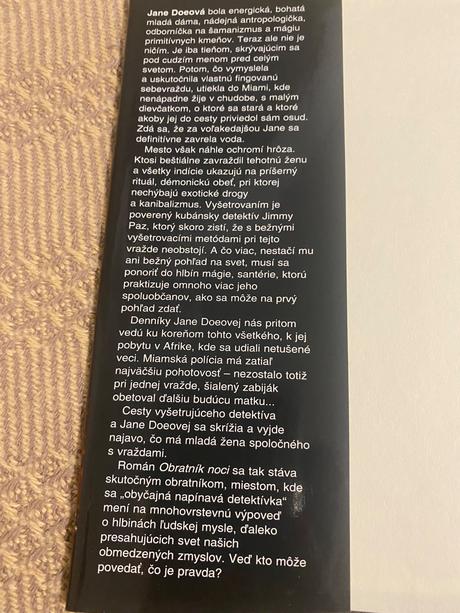 Jane Doeová bola energická, bohatá
mladá dáma, nádejná antropologička,
odborníčka na šamanizmus a mágiu
primitívnych kmeňov. Teraz ale nie je
ničím. Je iba tieňom, skrývajúcim sa
pod cudzím menom pred celým
svetom. Potom, čo vymyslela
a uskutočnila vlastnú fingovanú
sebevraždu, utiekla do Miami, kde
nenápadne žije v chudobe, s malým
dievčatkom, o ktoré sa stará a ktoré
akoby jej do cesty priviedol sám osud.
Zdá sa, že za voľakedajšou Jane sa
definitívne zavrela voda.
Mesto však náhle ochromí hrôza.
Ktosi beštiálne zavraždil tehotnú ženu
a všetky indície ukazujú na príšerný
rituál, démonickú obeť, pri ktorej
nechýbajú exotické drogy
a kanibalizmus. Vyšetrovaním je
poverený kubánsky detektív Jimmy
Paz, ktorý skoro zistí, že s bežnými
vyšetrovacími metódami pri tejto
vražde neobstojí. A čo viac, nestačí mu
ani bežný pohľad na svet, musí sa
ponoriť do hlbín mágie, santérie, ktorú
praktizuje omnoho viac jeho
spoluobčanov, ako sa môže na prvý
pohľad zdať.
Denníky Jane Doeovej nás pritom
vedú ku koreňom tohto všetkého, k jej
pobytu v Afrike, kde sa udiali netušené
veci. Miamská polícia má zatiaľ
najväčšiu pohotovosť – nezostalo totiž
pri jednej vražde, šialený zabiják
obetoval ďalšiu budúcu matku...
Cesty vyšetrujúceho detektíva
a Jane Doeovej sa skrížia a vyjde
najavo, čo má mladá žena spoločného
s vraždami.
Román Obratník noci sa tak stáva
skutočným obratníkom, miestom, kde
sa „obyčajná napínavá detektívka“
mení na mnohovrstevnú výpoveď
o hlbinách ľudskej mysle, ďaleko
presahujúcich svet našich
obmedzených zmyslov. Veď kto môže
povedať, čo je pravda?